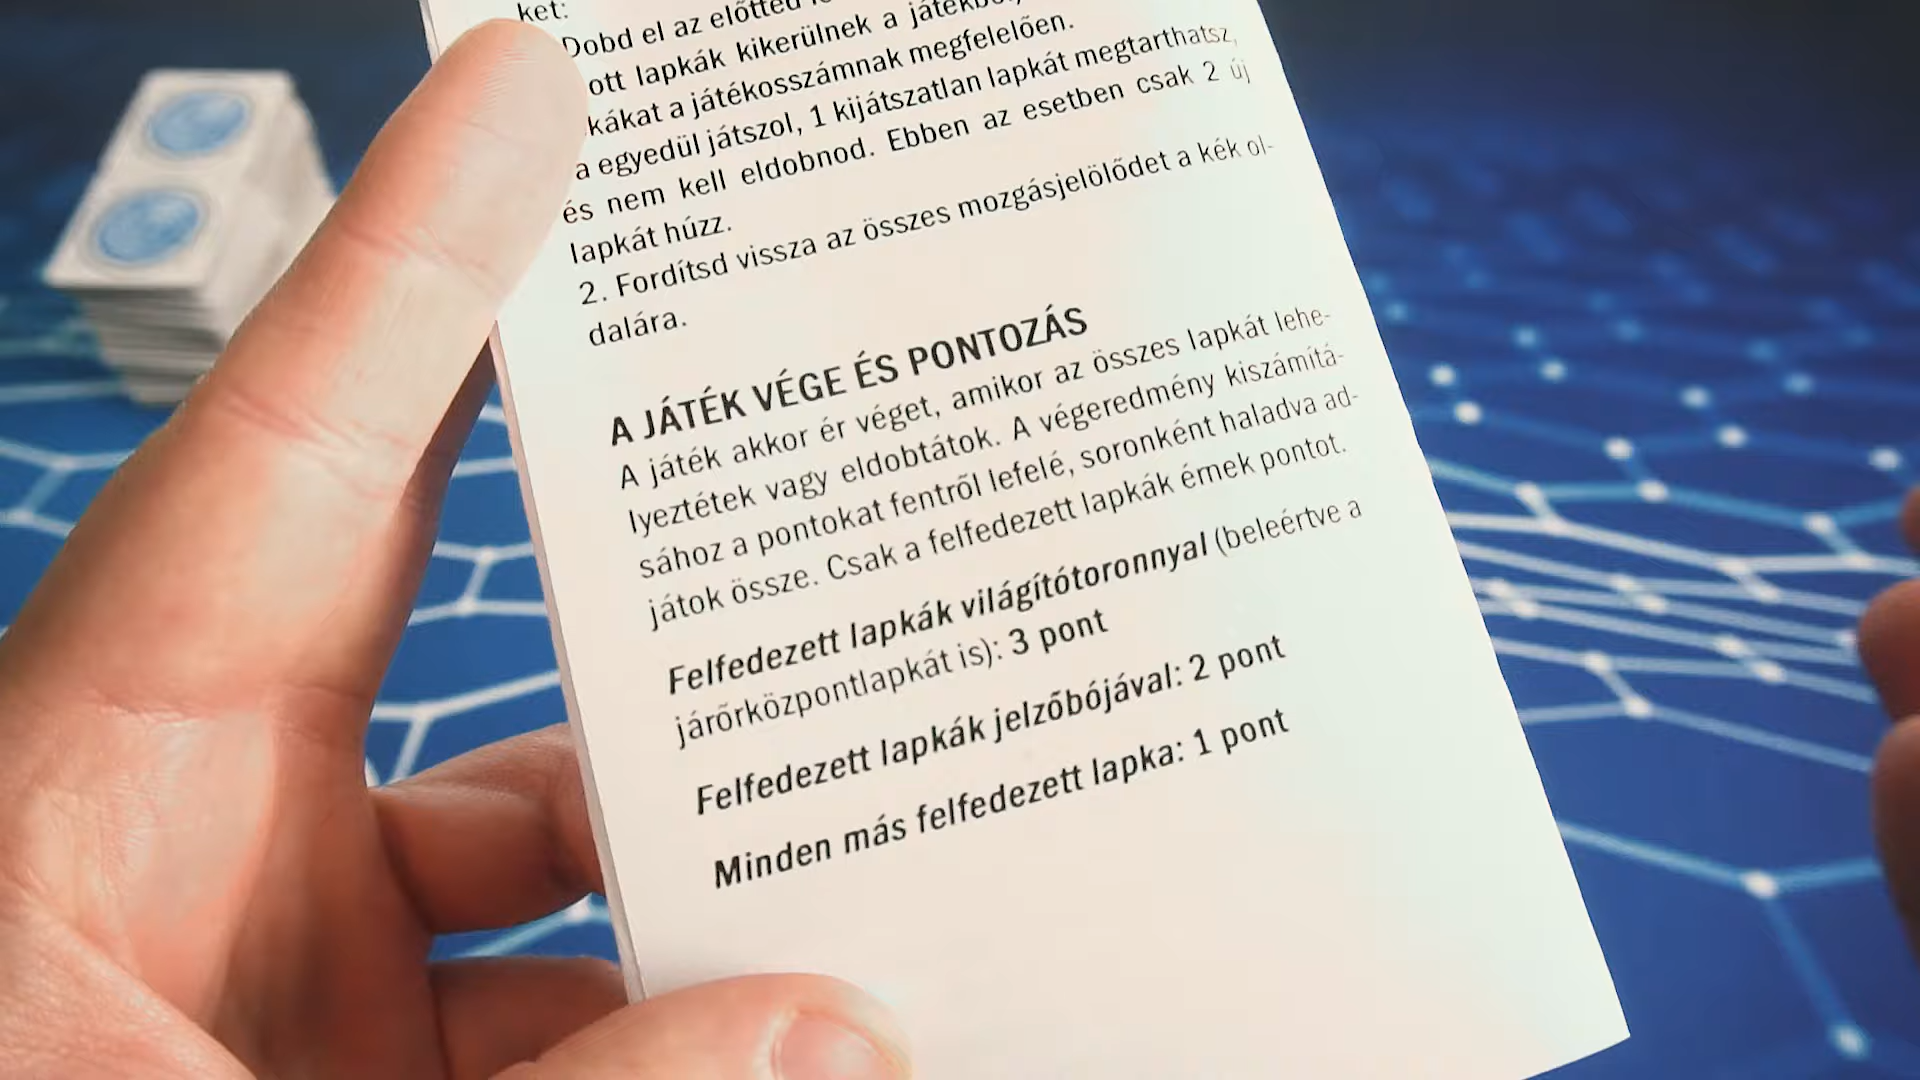 ket:
Dobd el az előtted
ott lapkák kikerülnek a
kákat a játékosszámnak megfelelően.
a egyedül játszol, 1 kijátszatlan lapkát megtarthatsz,
és nem kell eldobnod. Ebben az esetben csak 2 új
lapkát húzz.
2. Fordítsd vissza az összes mozgásjelölődet a kék ol-
dalára.
A JÁTÉK VÉGE ÉS PONTOZÁS
A játék akkor ér véget, amikor az összes lapkát lehe-
lyeztétek vagy eldobtátok. A végeredmény kiszámítá-
sához a pontokat fentről lefelé, soronként haladva ad-
játok össze. Csak a felfedezett lapkák érnek pontot.
Felfedezett lapkák világítótoronnyal (beleértve a
járőrközpontlapkát is): 3 pont
Felfedezett lapkák jelzőbójával: 2 pont
Minden más felfedezett lapka: 1 pont